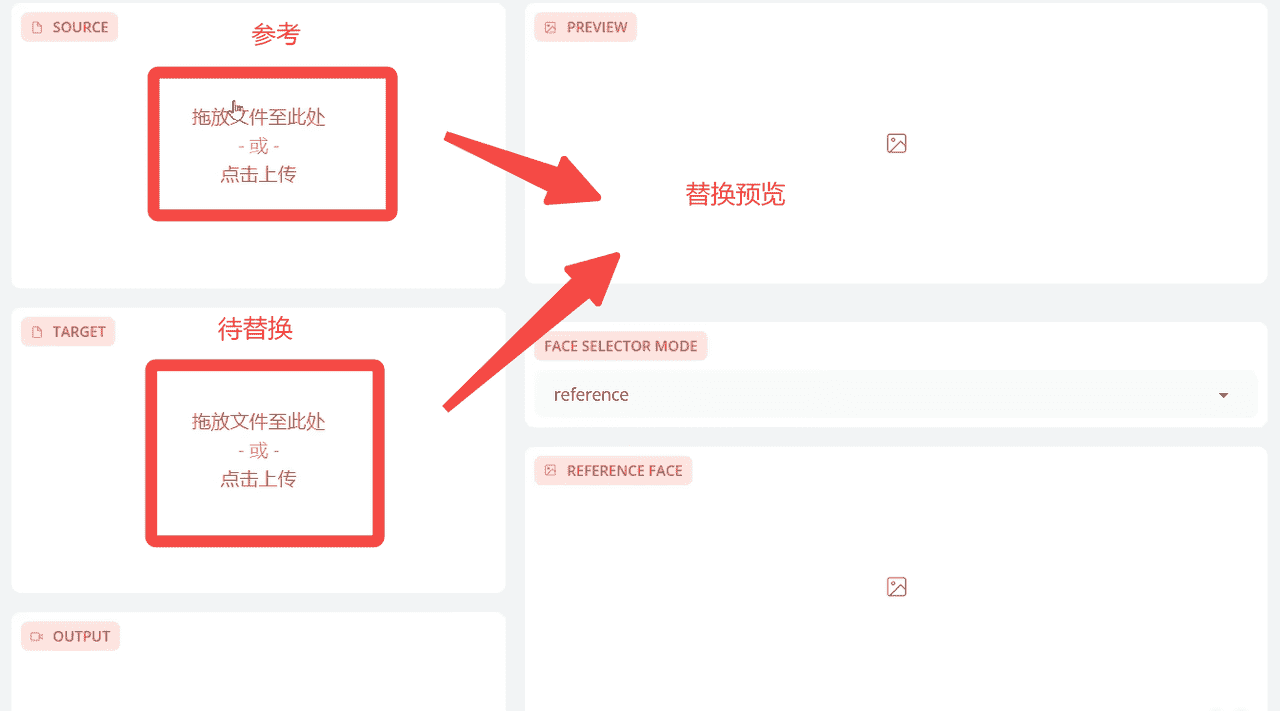 SOURCE
参考
拖放文件至此处
- 或 -
点击上传
PREVIEW
替换预览
TARGET
待替换
拖放文件至此处
- 或 -
点击上传
FACE SELECTOR MODE
reference
REFERENCE FACE
OUTPUT